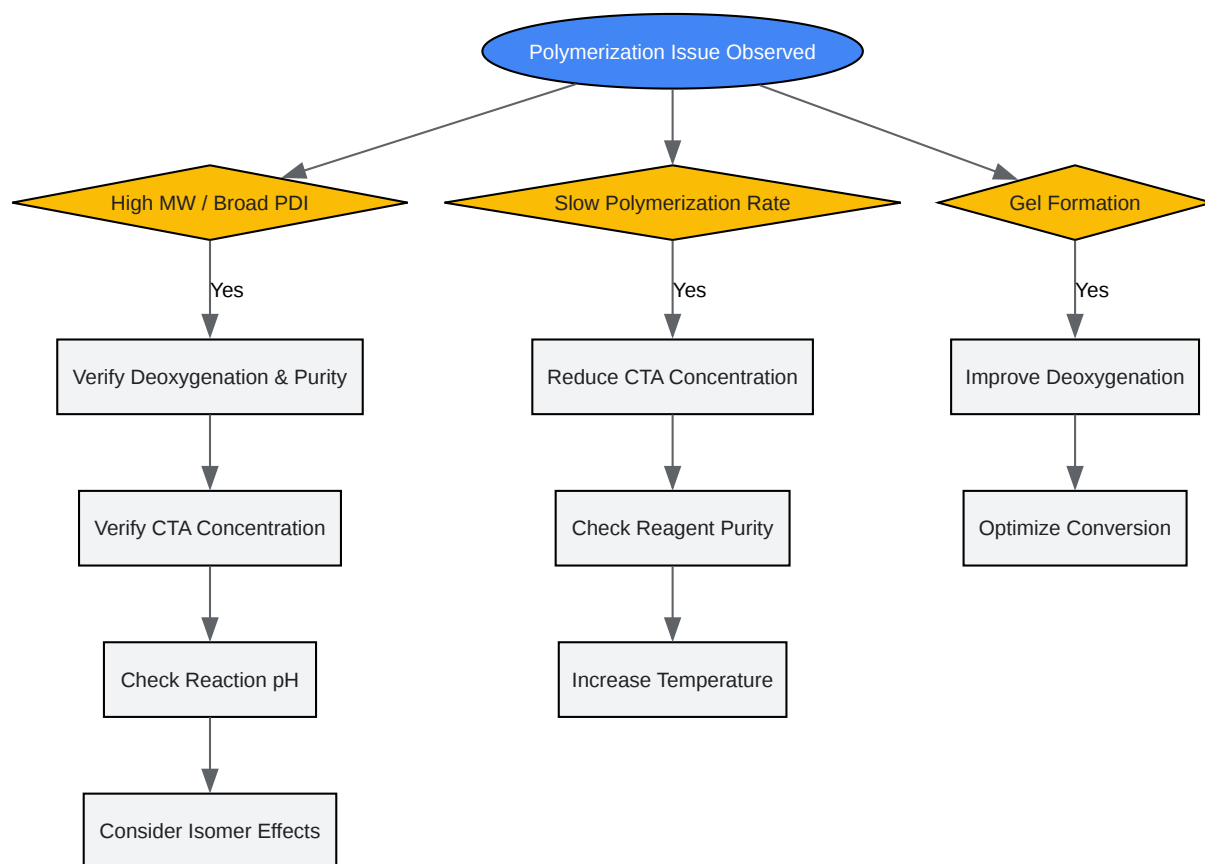 Polymerization Issue Observed
High MW / Broad PDI
Slow Polymerization Rate
Gel Formation
Yes
Yes
Yes
Verify Deoxygenation & Purity
Reduce CTA Concentration
Improve Deoxygenation
Verify CTA Concentration
Check Reagent Purity
Optimize Conversion
Check Reaction pH
Increase Temperature
Consider Isomer Effects